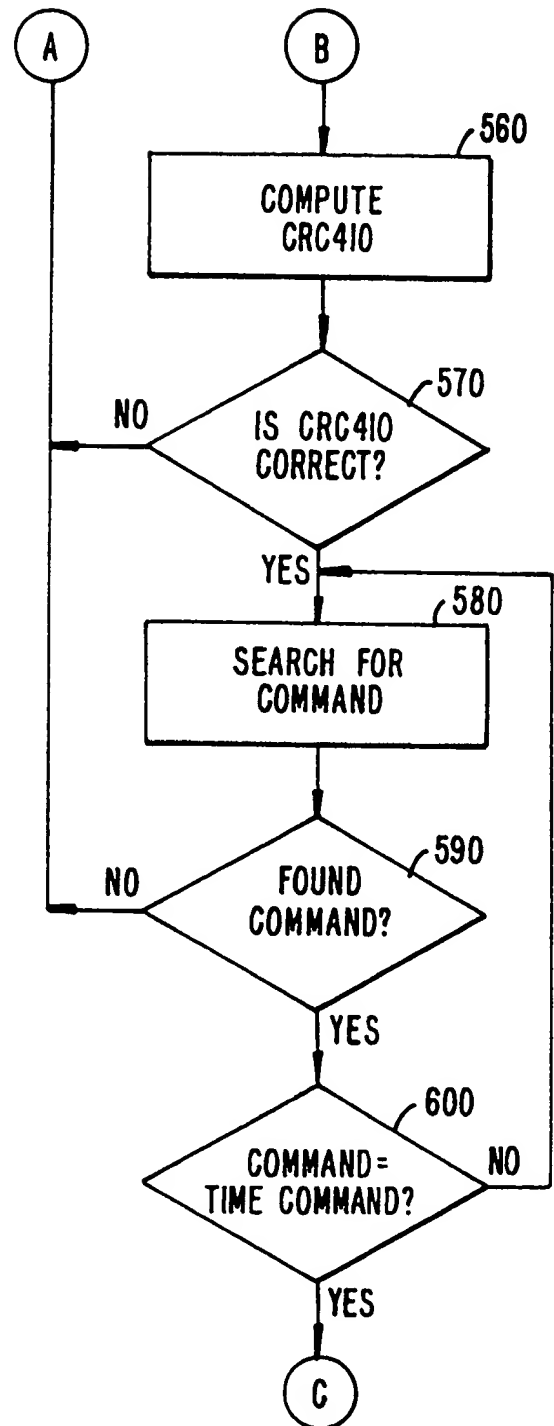 A
B
560
COMPUTE
CRC410
570
NO
IS CRC410
CORRECT?
YES
580
SEARCH FOR
COMMAND
590
NO
FOUND
COMMAND?
YES
600
COMMAND=
TIME COMMAND?
NO
YES
C